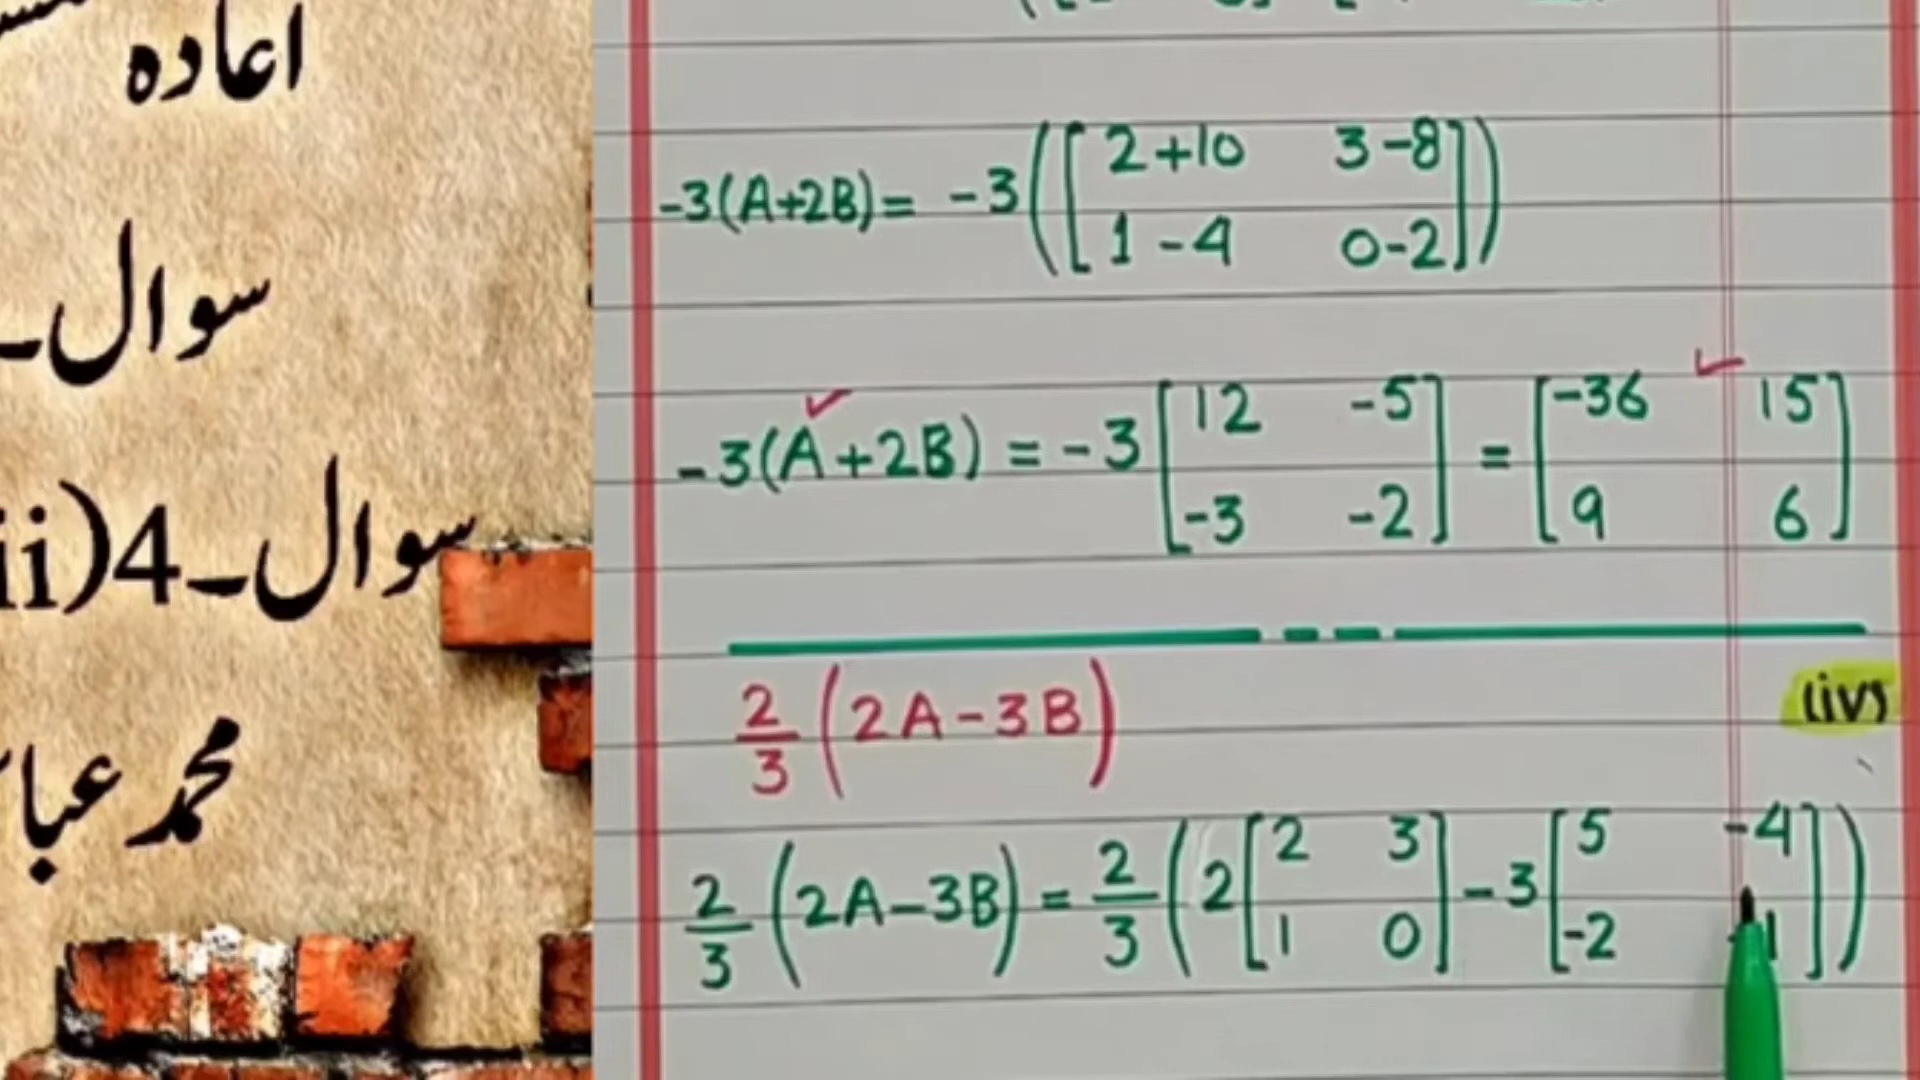 اعادہ
سوال۔
سوال۔4(ii
محمد
-3(A+2B) = -3([2+10 3-8
1-4 0-2])
-3(A+2B) = -3[12 -5
-3 -2] = [-36 15
9 6]
2/3 (2A-3B) (iv)
2/3 (2A-3B) = 2/3 (2[2 3
1 0] -3[5 -4
-2 -1])